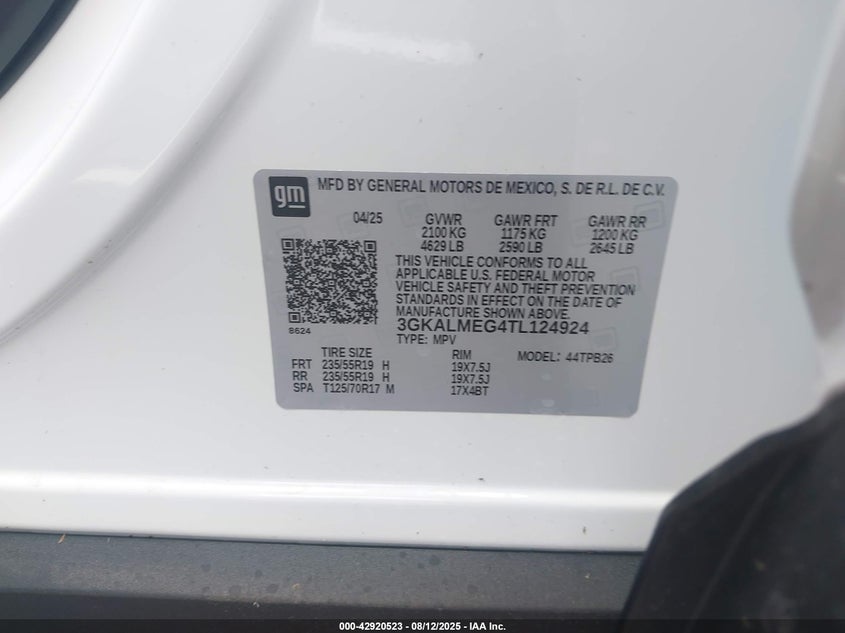 gm
MFD BY GENERAL MOTORS DE MEXICO, S. DE R.L. DE C.V.
04/25 GVWR GAWR FRT GAWR RR
2100 KG 1175 KG 1200 KG
4629 LB 2590 LB 2645 LB
THIS VEHICLE CONFORMS TO ALL
APPLICABLE U.S. FEDERAL MOTOR
VEHICLE SAFETY AND THEFT PREVENTION
STANDARDS IN EFFECT ON THE DATE OF
MANUFACTURE SHOWN ABOVE.
8624
3GKALMEG4TL124924
TYPE: MPV
TIRE SIZE RIM MODEL: 44TPB26
FRT 235/55R19 H 19X7.5J
RR 235/55R19 H 19X7.5J
SPA T125/70R17 M 17X4BT
000-42920523 - 08/12/2025 - IAA Inc.